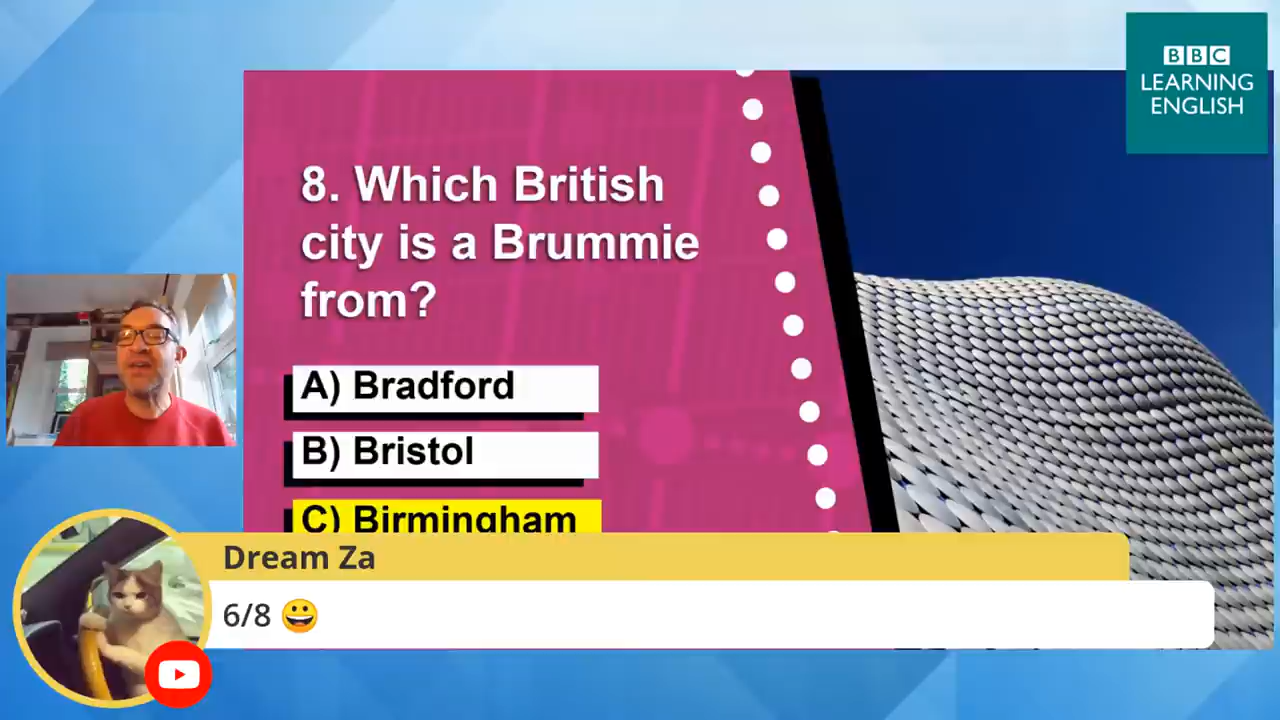 BBC
LEARNING
ENGLISH
8. Which British
city is a Brummie
from?
A) Bradford
B) Bristol
C) Birmingham
Dream Za
6/8 😀